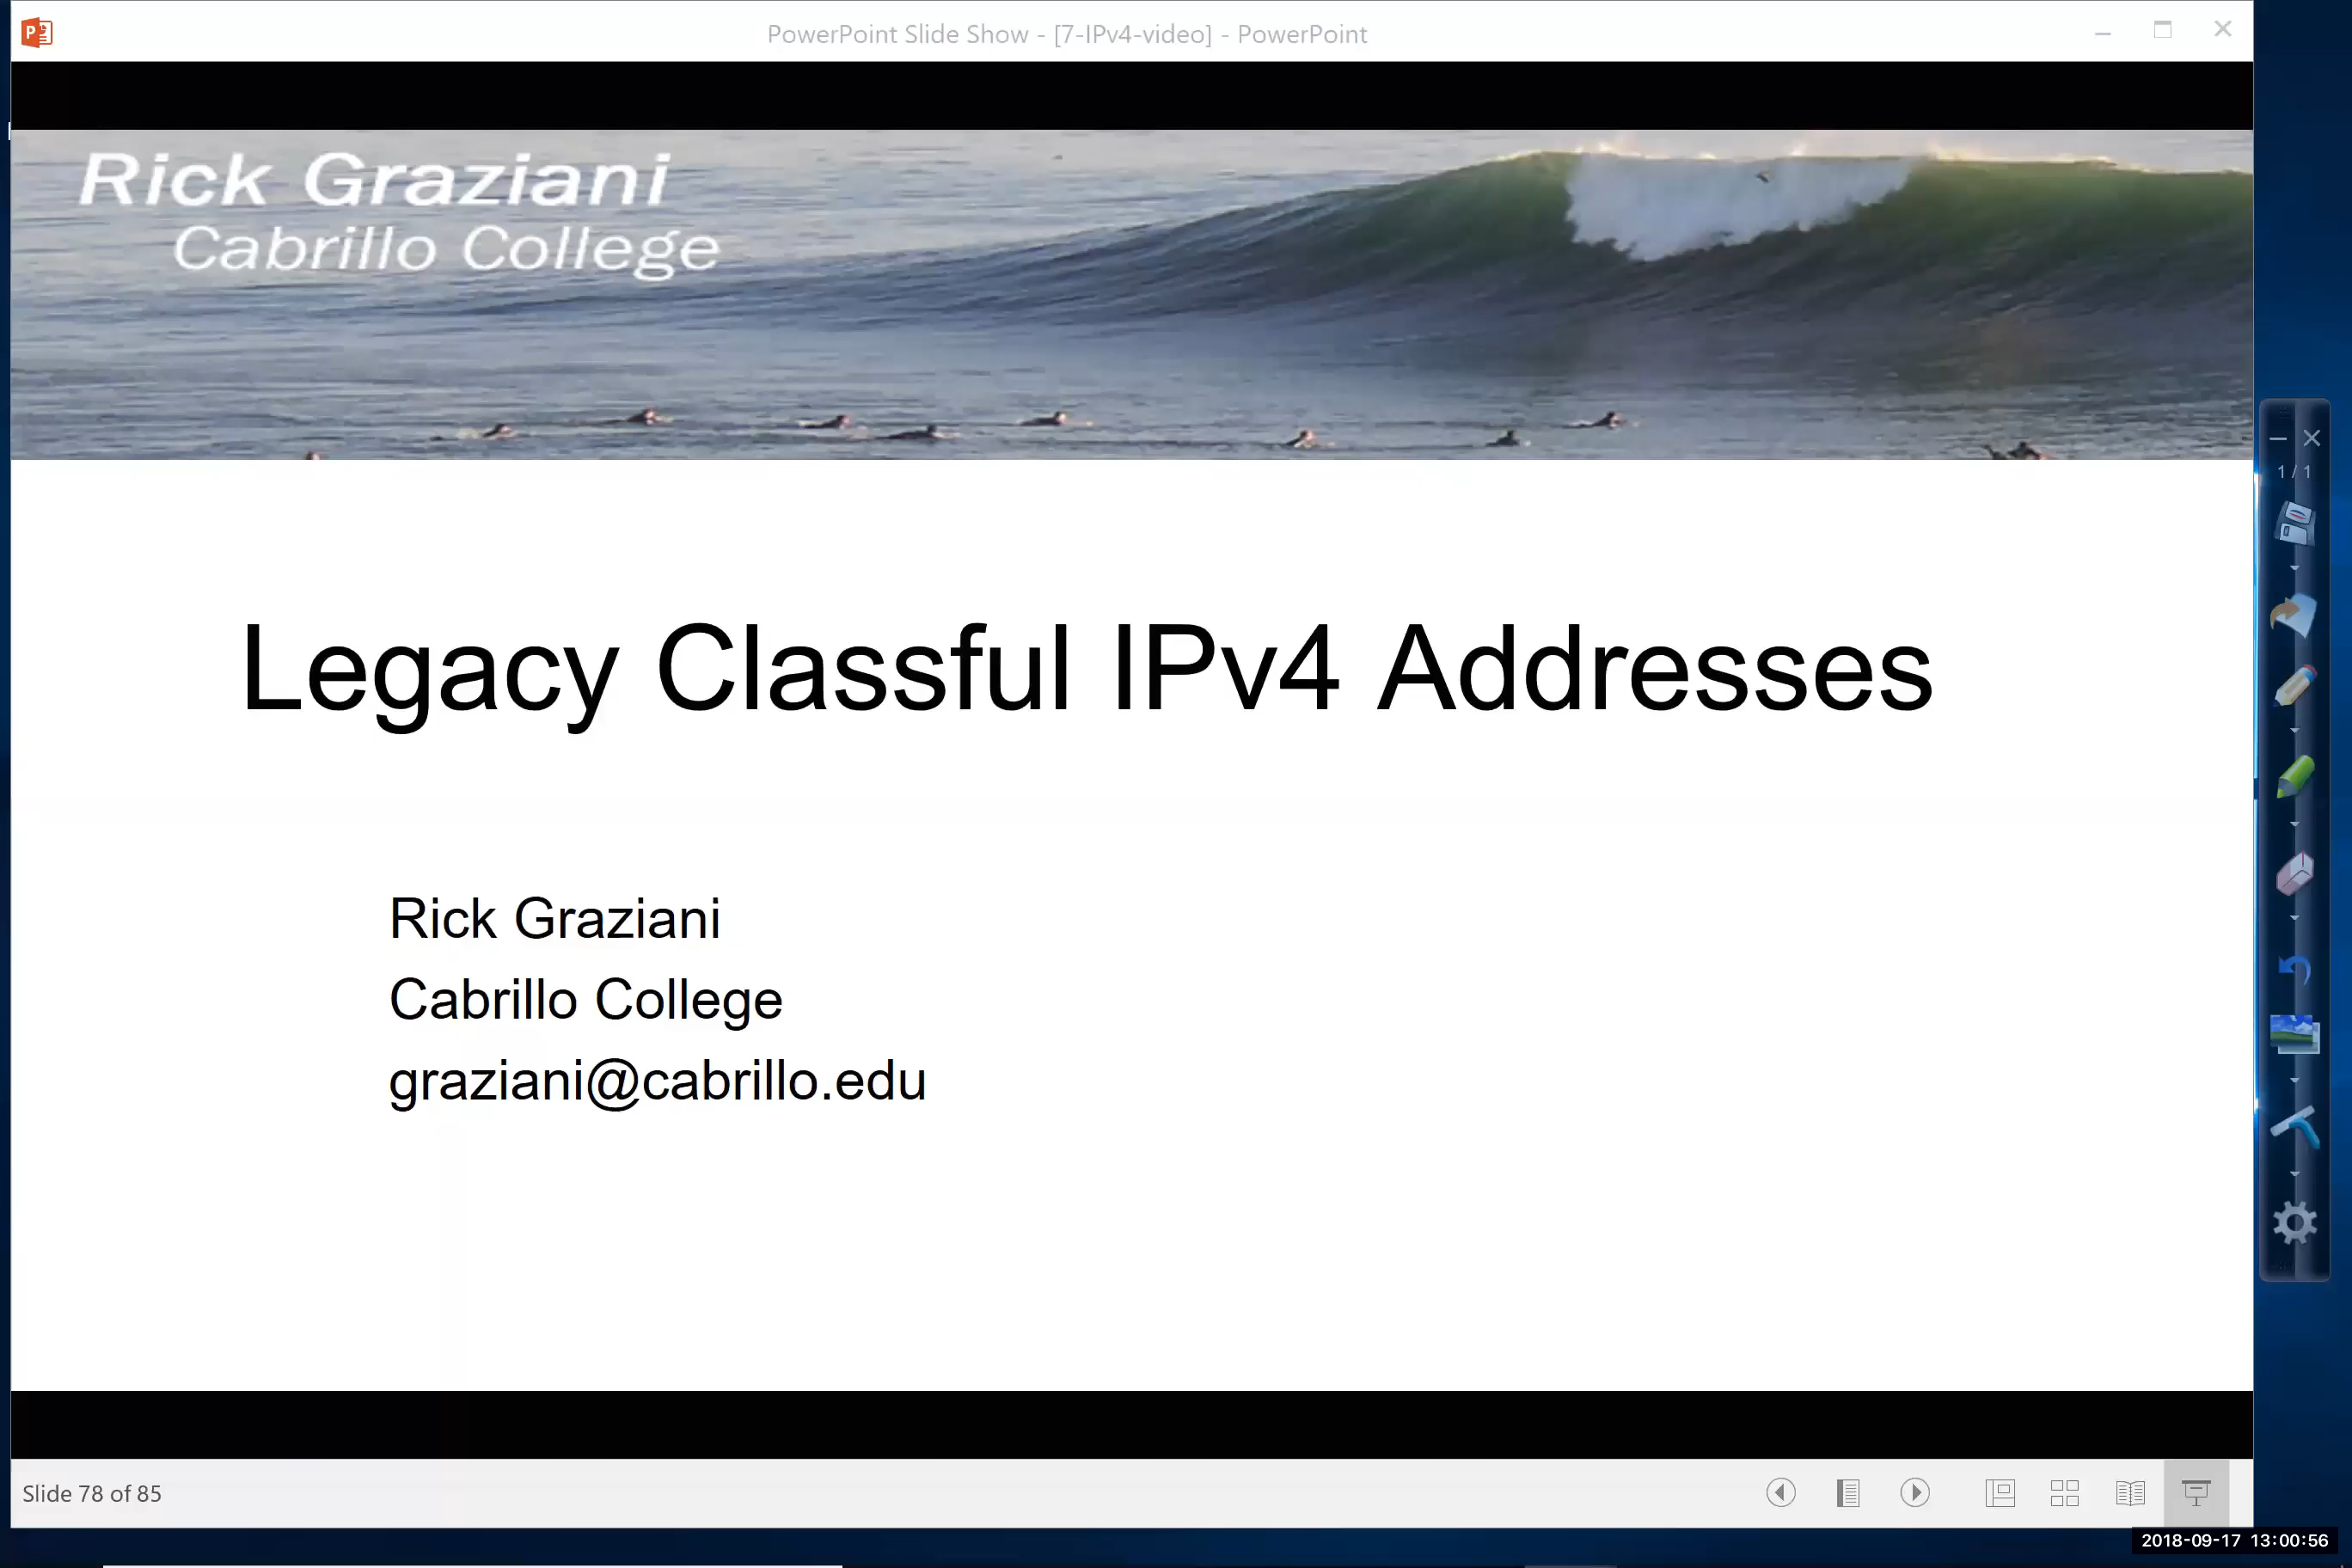 PowerPoint Slide Show - [7-IPv4-video] - PowerPoint
Rick Graziani
Cabrillo College
1 / 1
Legacy Classful IPv4 Addresses
Rick Graziani
Cabrillo College
graziani@cabrillo.edu
Slide 78 of 85
2018-09-17 13:00:56